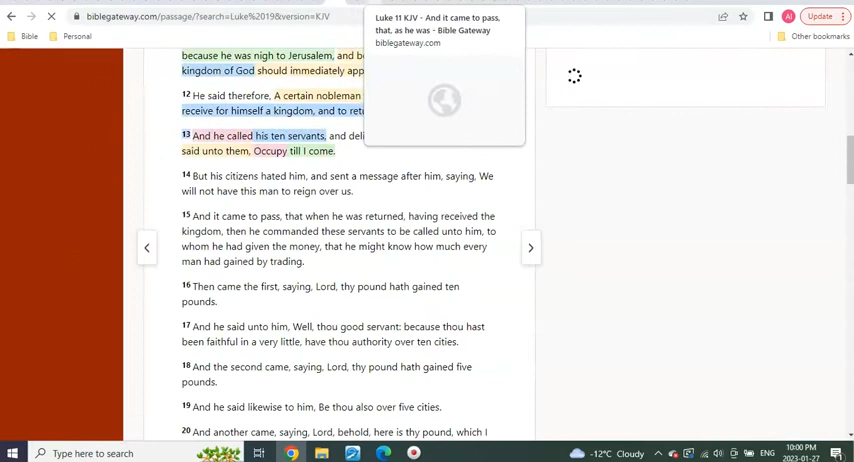 biblegateway.com/passage/?search=Luke%2019&version=KJV
AI
Update
Bible
Personal
Other bookmarks
Luke 11 KJV - And it came to pass,
that, as he was - Bible Gateway
biblegateway.com
because he was nigh to Jerusalem, and b
kingdom of God should immediately app
12 He said therefore, A certain nobleman
receive for himself a kingdom, and to ret
13 And he called his ten servants, and deli
said unto them, Occupy till I come.
14 But his citizens hated him, and sent a message after him, saying, We
will not have this man to reign over us.
15 And it came to pass, that when he was returned, having received the
kingdom, then he commanded these servants to be called unto him, to
whom he had given the money, that he might know how much every
man had gained by trading.
16 Then came the first, saying, Lord, thy pound hath gained ten
pounds.
17 And he said unto him, Well, thou good servant: because thou hast
been faithful in a very little, have thou authority over ten cities.
18 And the second came, saying, Lord, thy pound hath gained five
pounds.
19 And he said likewise to him, Be thou also over five cities.
20 And another came, saying, Lord, behold, here is thy pound, which I
Type here to search
-12°C Cloudy
ENG
10:00 PM
2023-01-27